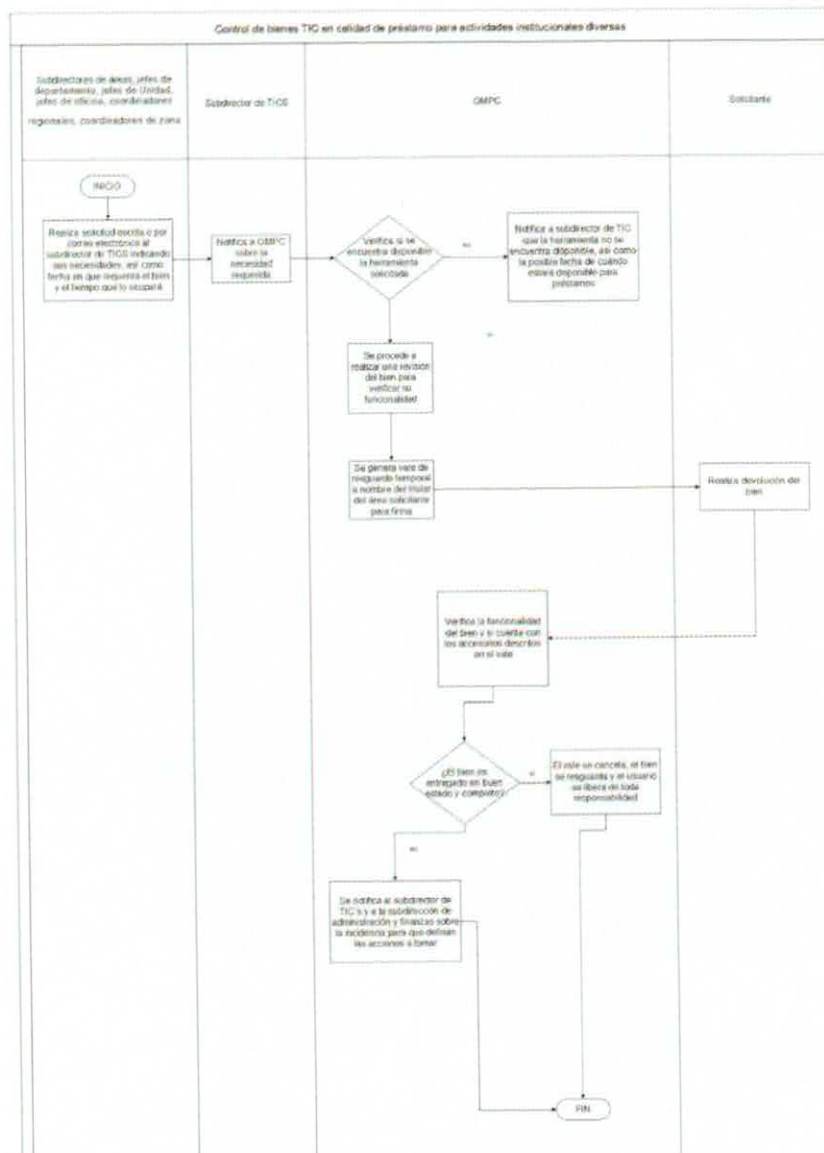 Control de bienes TIC en calidad de préstamo para actividades institucionales diversas
Subdirectores de áreas, jefes de
departamento, jefes de Unidad,
jefes de oficina, coordinadores
regionales, coordinadores de zona
Subdirector de TICS
OMPC
Solicitante
INICIO
Realiza solicitud escrita o por
correo electrónico al
subdirector de TICS indicando
sus necesidades, así como
fecha en que requerirá el bien
y el tiempo que lo ocupará
Notifica a OMPC
sobre la
necesidad
requerida
Verifica si se
encuentra disponible
la herramienta
solicitada
no
Notifica a subdirector de TIC
que la herramienta no se
encuentra disponible, así como
la posible fecha de cuándo
estará disponible para
préstamos
si
Se procede a
realizar una revisión
del bien para
verificar su
funcionalidad
Se genera vale de
resguardo temporal
a nombre del titular
del área solicitante
para firma
Realiza devolución del
bien
Verifica la funcionalidad
del bien y si cuenta con
los accesorios descritos
en el vale
¿El bien es
entregado en buen
estado y completo?
si
El vale se cancela, el bien
se resguarda y el usuario
se libera de toda
responsabilidad
no
Se notifica al subdirector de
TIC's y a la subdirección de
administración y finanzas sobre
la incidencia para que definan
las acciones a tomar
FIN